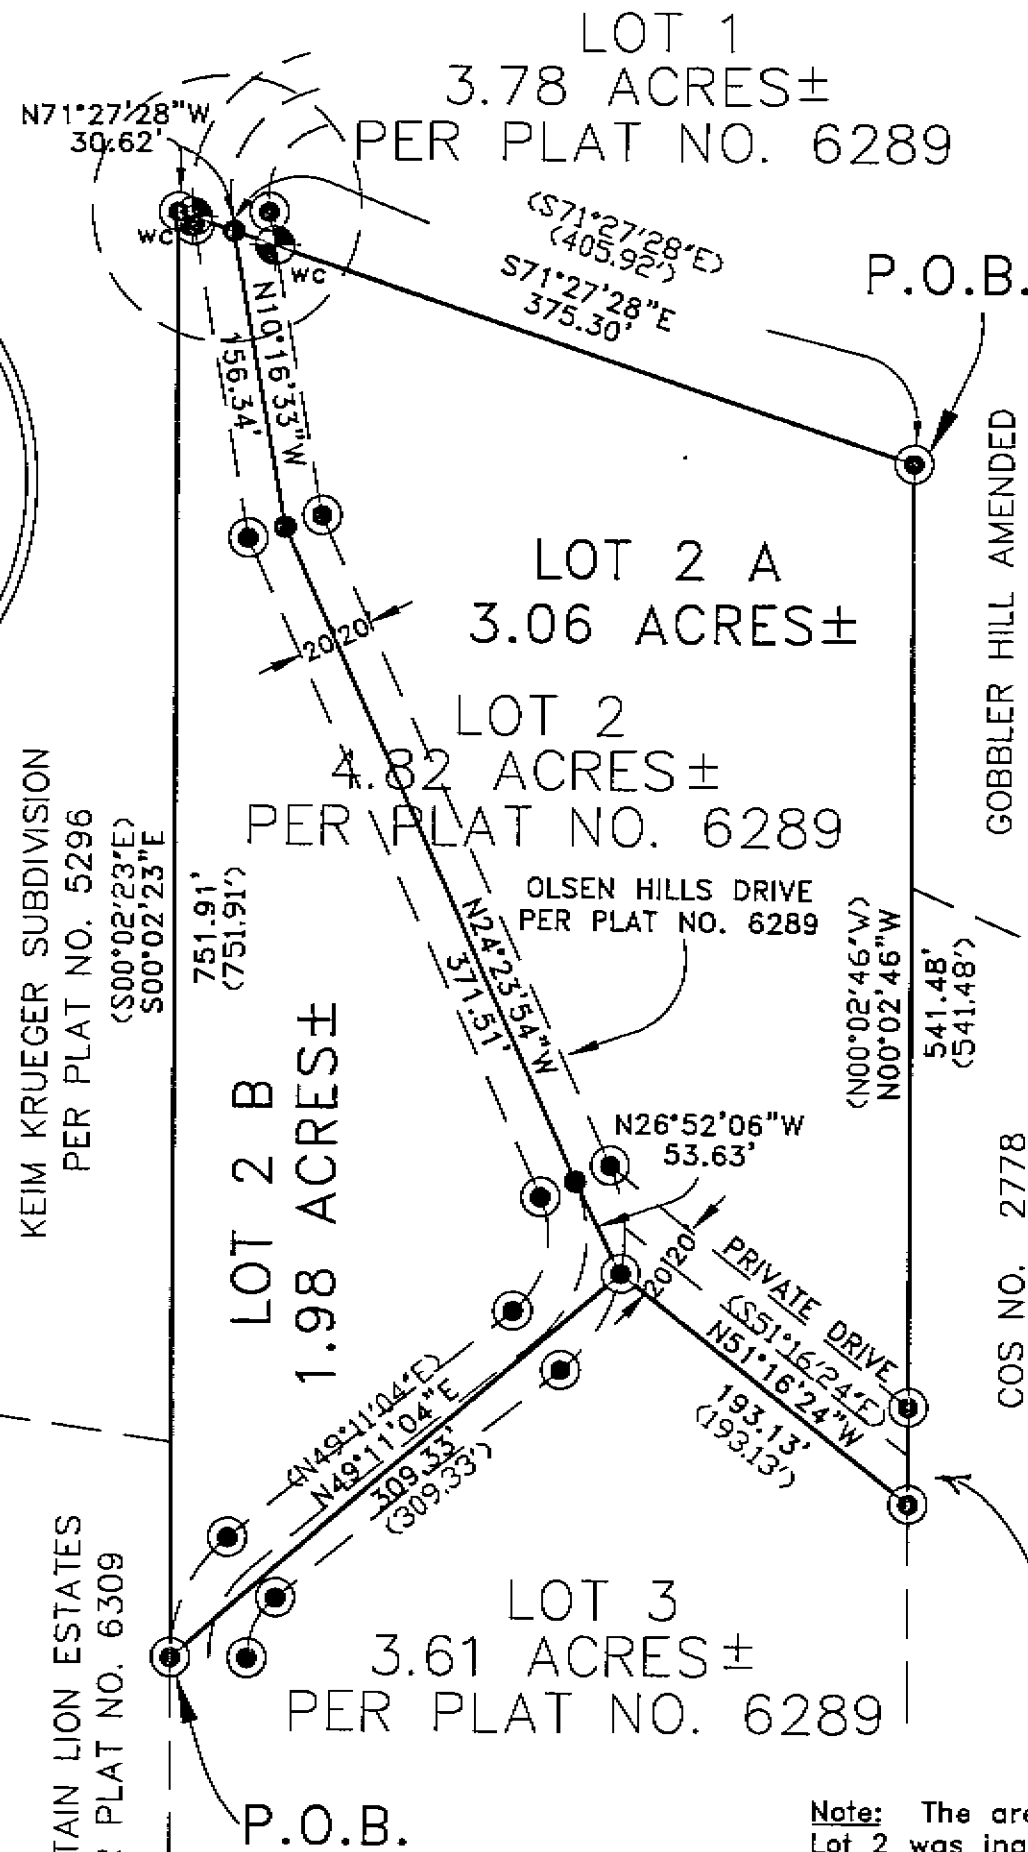 LOT 1
3.78 ACRES±
PER PLAT NO. 6289
N71°27'28"W
30.62'
(S71°27'28"E)
(405.92')
S71°27'28"E
375.30'
P.O.B.
WC
WC
N10°16'33"W
156.34'
LOT 2 A
3.06 ACRES±
20 20
GOBBLER HILL AMENDED
LOT 2
4.82 ACRES±
PER PLAT NO. 6289
KEIM KRUEGER SUBDIVISION
PER PLAT NO. 5296
(S00°02'23"E)
S00°02'23"E
751.91'
(751.91')
OLSEN HILLS DRIVE
PER PLAT NO. 6289
N24°23'54"W
371.51'
(N00°02'46"W)
N00°02'46"W
541.48'
(541.48')
LOT 2 B
1.98 ACRES±
N26°52'06"W
53.63'
COS NO. 2778
20 20
PRIVATE DRIVE
(S51°16'24"E)
N51°16'24"W
193.13'
(193.13')
(N49°11'04"E)
N49°11'04"E
309.33'
(309.33')
TAIN LION ESTATES
PLAT NO. 6309
LOT 3
3.61 ACRES±
PER PLAT NO. 6289
P.O.B.
Note: The are
Lot 2 was ina